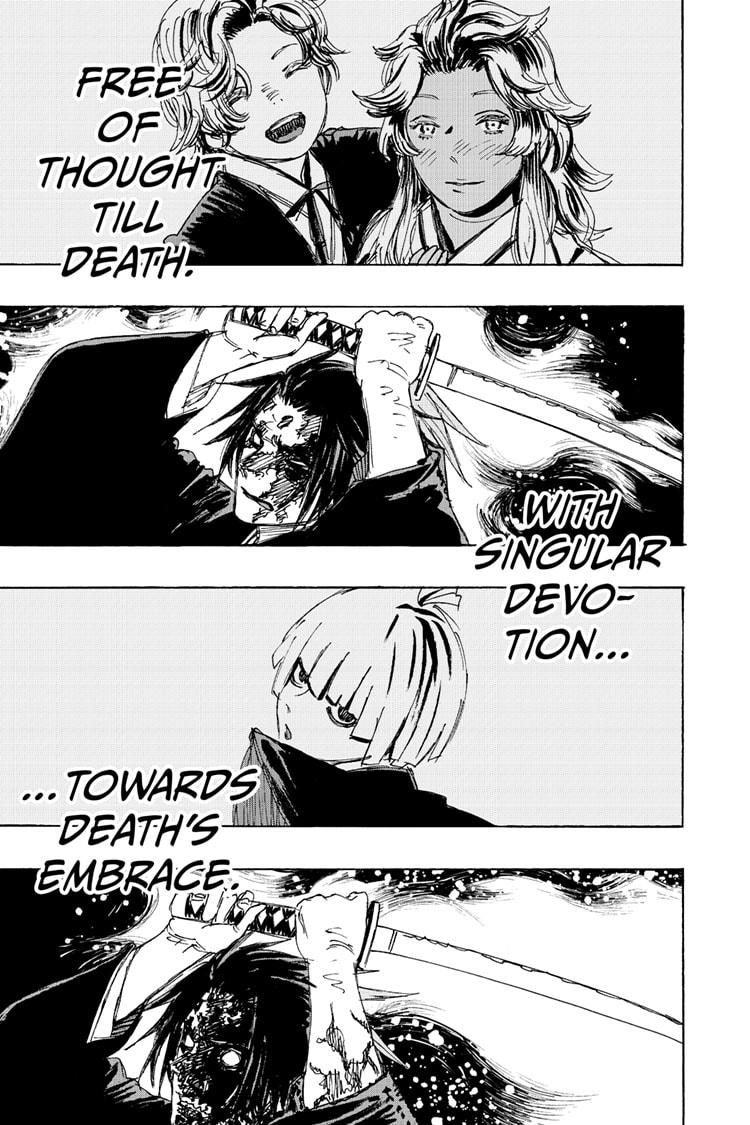 FREE
OF
THOUGHT
TILL
DEATH.
WITH
SINGULAR
DEVO-
TION...
...TOWARDS
DEATH'S
EMBRACE.